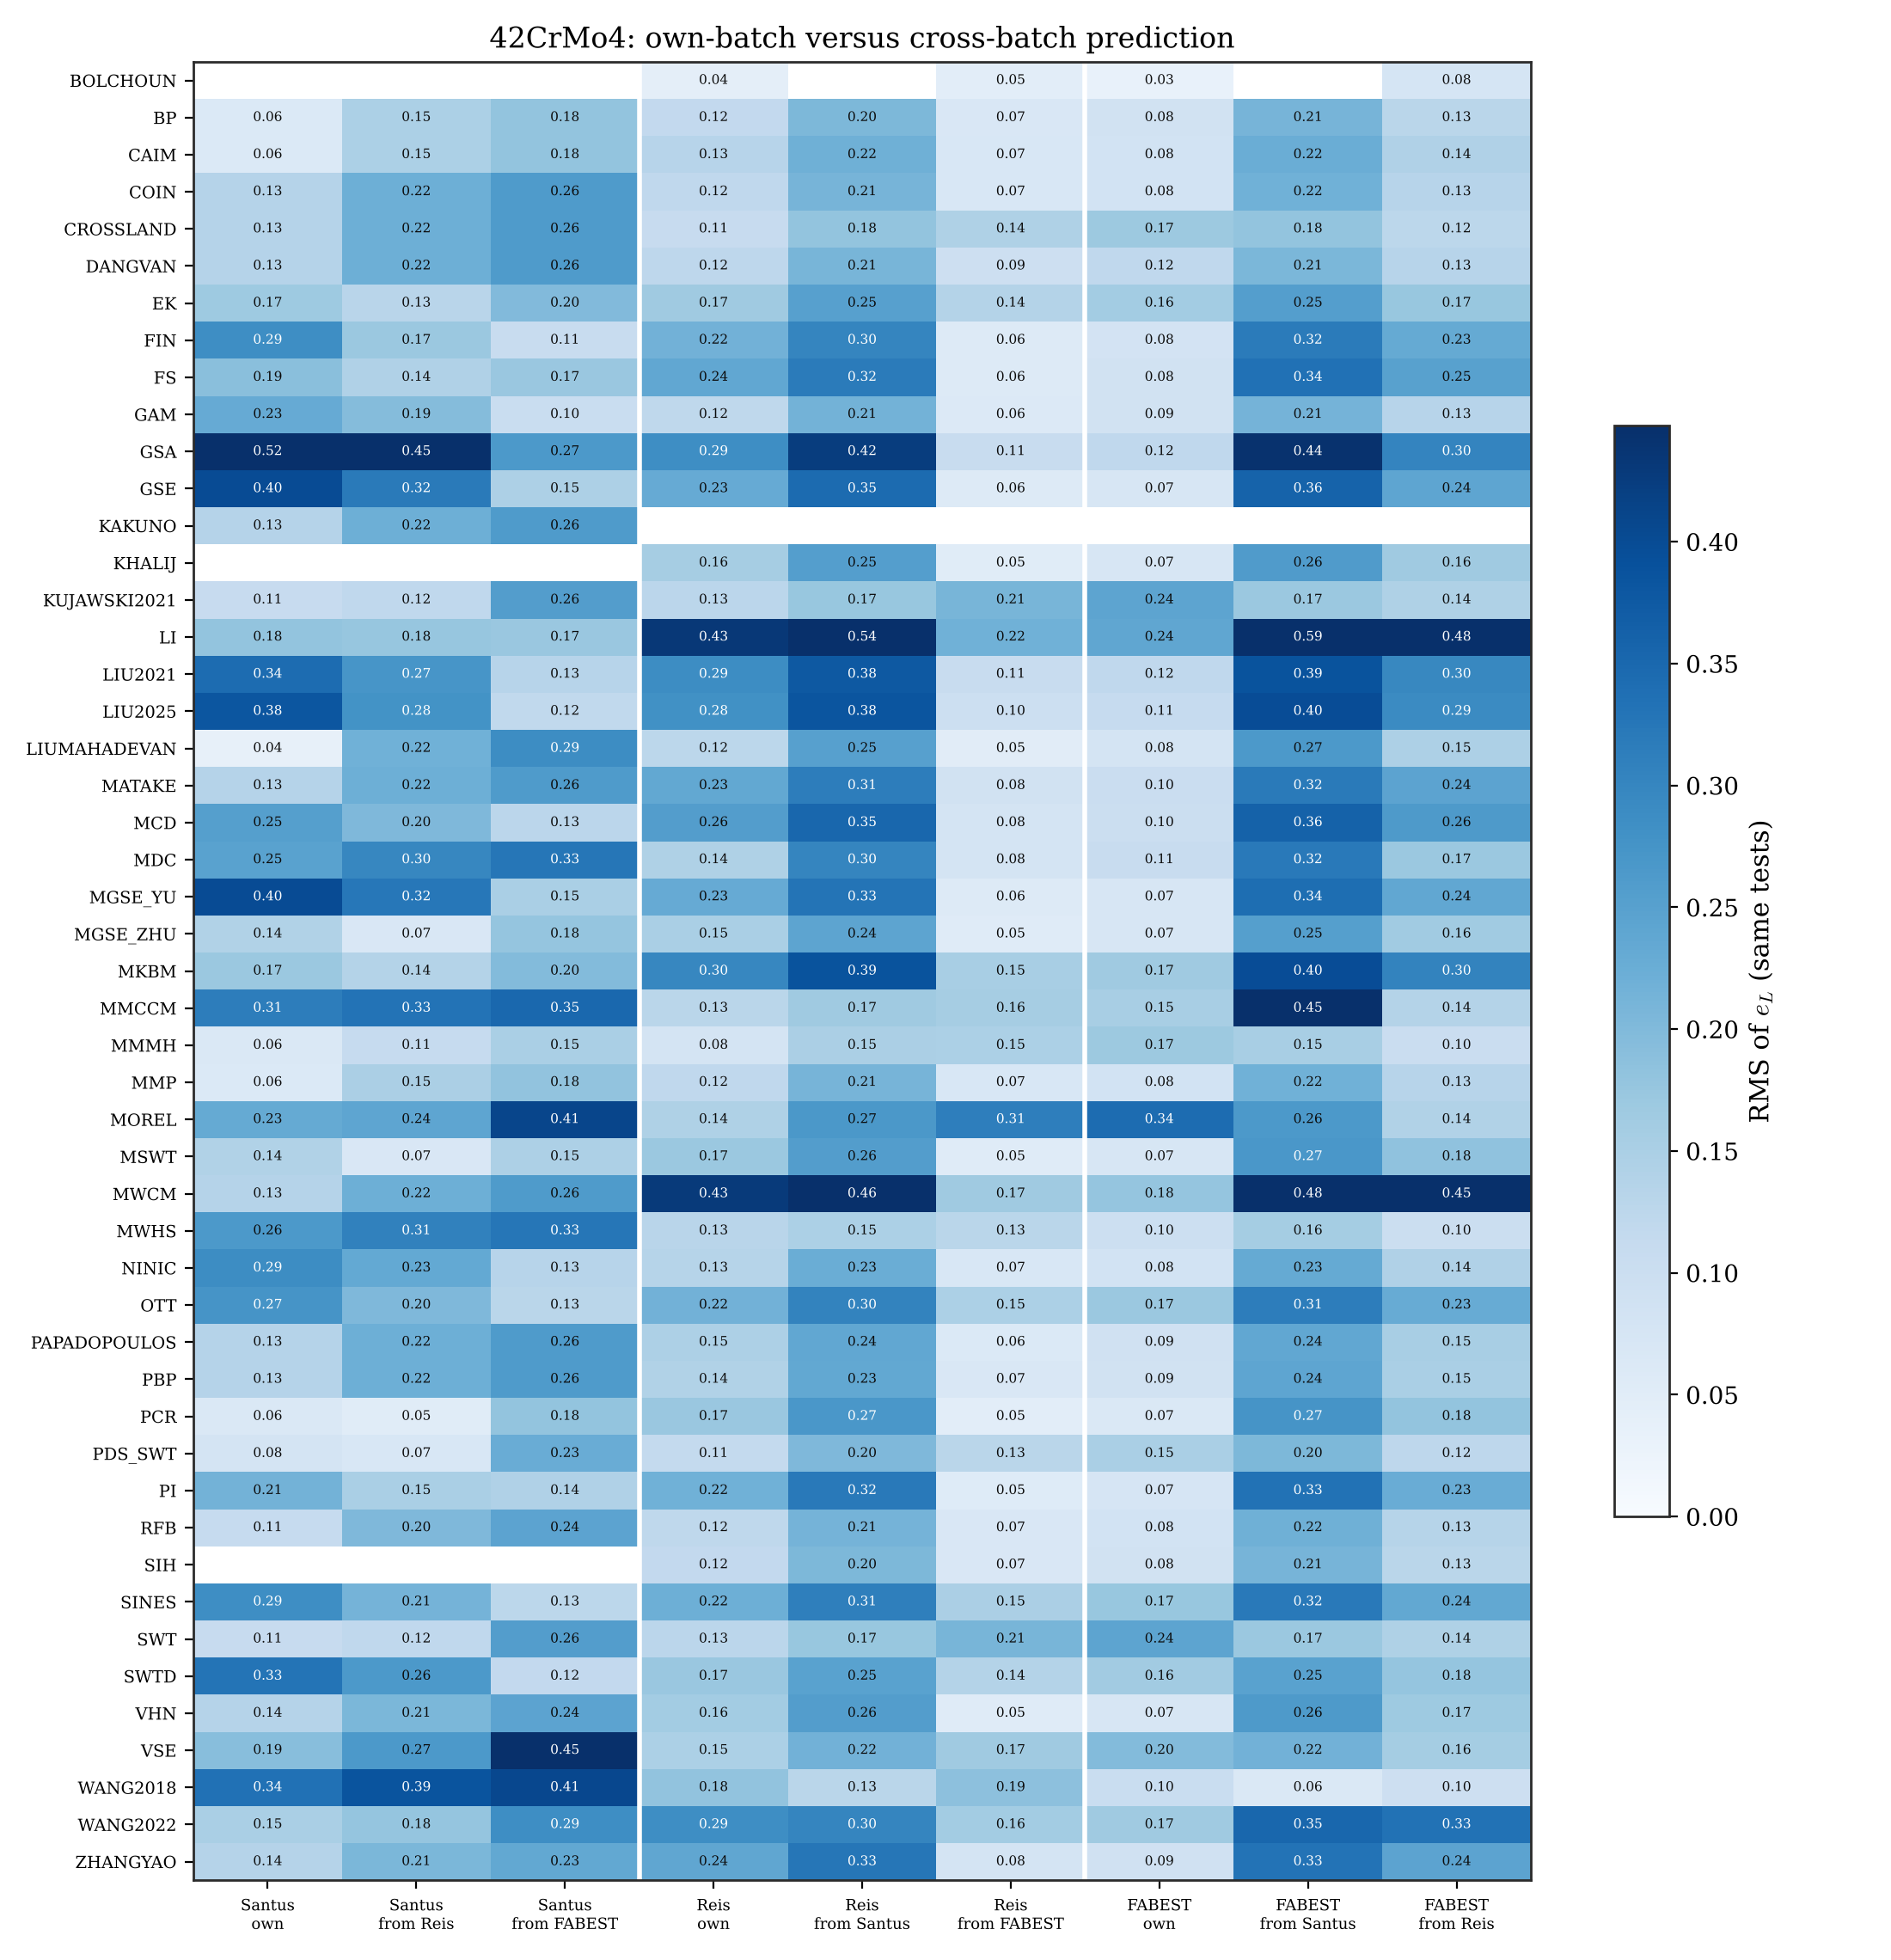 42CrMo4: own-batch versus cross-batch prediction
BOLCHOUN 0.04 0.05 0.03 0.08
BP 0.06 0.15 0.18 0.12 0.20 0.07 0.08 0.21 0.13
CAIM 0.06 0.15 0.18 0.13 0.22 0.07 0.08 0.22 0.14
COIN 0.13 0.22 0.26 0.12 0.21 0.07 0.08 0.22 0.13
CROSSLAND 0.13 0.22 0.26 0.11 0.18 0.14 0.17 0.18 0.12
DANGVAN 0.13 0.22 0.26 0.12 0.21 0.09 0.12 0.21 0.13
EK 0.17 0.13 0.20 0.17 0.25 0.14 0.16 0.25 0.17
FIN 0.29 0.17 0.11 0.22 0.30 0.06 0.08 0.32 0.23
FS 0.19 0.14 0.17 0.24 0.32 0.06 0.08 0.34 0.25
GAM 0.23 0.19 0.10 0.12 0.21 0.06 0.09 0.21 0.13
GSA 0.52 0.45 0.27 0.29 0.42 0.11 0.12 0.44 0.30
GSE 0.40 0.32 0.15 0.23 0.35 0.06 0.07 0.36 0.24
KAKUNO 0.13 0.22 0.26
KHALIJ 0.16 0.25 0.05 0.07 0.26 0.16
KUJAWSKI2021 0.11 0.12 0.26 0.13 0.17 0.21 0.24 0.17 0.14
LI 0.18 0.18 0.17 0.43 0.54 0.22 0.24 0.59 0.48
LIU2021 0.34 0.27 0.13 0.29 0.38 0.11 0.12 0.39 0.30
LIU2025 0.38 0.28 0.12 0.28 0.38 0.10 0.11 0.40 0.29
LIUMAHADEVAN 0.04 0.22 0.29 0.12 0.25 0.05 0.08 0.27 0.15
MATAKE 0.13 0.22 0.26 0.23 0.31 0.08 0.10 0.32 0.24
MCD 0.25 0.20 0.13 0.26 0.35 0.08 0.10 0.36 0.26
MDC 0.25 0.30 0.33 0.14 0.30 0.08 0.11 0.32 0.17
MGSE_YU 0.40 0.32 0.15 0.23 0.33 0.06 0.07 0.34 0.24
MGSE_ZHU 0.14 0.07 0.18 0.15 0.24 0.05 0.07 0.25 0.16
MKBM 0.17 0.14 0.20 0.30 0.39 0.15 0.17 0.40 0.30
MMCCM 0.31 0.33 0.35 0.13 0.17 0.16 0.15 0.45 0.14
MMMH 0.06 0.11 0.15 0.08 0.15 0.15 0.17 0.15 0.10
MMP 0.06 0.15 0.18 0.12 0.21 0.07 0.08 0.22 0.13
MOREL 0.23 0.24 0.41 0.14 0.27 0.31 0.34 0.26 0.14
MSWT 0.14 0.07 0.15 0.17 0.26 0.05 0.07 0.27 0.18
MWCM 0.13 0.22 0.26 0.43 0.46 0.17 0.18 0.48 0.45
MWHS 0.26 0.31 0.33 0.13 0.15 0.13 0.10 0.16 0.10
NINIC 0.29 0.23 0.13 0.13 0.23 0.07 0.08 0.23 0.14
OTT 0.27 0.20 0.13 0.22 0.30 0.15 0.17 0.31 0.23
PAPADOPOULOS 0.13 0.22 0.26 0.15 0.24 0.06 0.09 0.24 0.15
PBP 0.13 0.22 0.26 0.14 0.23 0.07 0.09 0.24 0.15
PCR 0.06 0.05 0.18 0.17 0.27 0.05 0.07 0.27 0.18
PDS_SWT 0.08 0.07 0.23 0.11 0.20 0.13 0.15 0.20 0.12
PI 0.21 0.15 0.14 0.22 0.32 0.05 0.07 0.33 0.23
RFB 0.11 0.20 0.24 0.12 0.21 0.07 0.08 0.22 0.13
SIH 0.12 0.20 0.07 0.08 0.21 0.13
SINES 0.29 0.21 0.13 0.22 0.31 0.15 0.17 0.32 0.24
SWT 0.11 0.12 0.26 0.13 0.17 0.21 0.24 0.17 0.14
SWTD 0.33 0.26 0.12 0.17 0.25 0.14 0.16 0.25 0.18
VHN 0.14 0.21 0.24 0.16 0.26 0.05 0.07 0.26 0.17
VSE 0.19 0.27 0.45 0.15 0.22 0.17 0.20 0.22 0.16
WANG2018 0.34 0.39 0.41 0.18 0.13 0.19 0.10 0.06 0.10
WANG2022 0.15 0.18 0.29 0.29 0.30 0.16 0.17 0.35 0.33
ZHANGYAO 0.14 0.21 0.23 0.24 0.33 0.08 0.09 0.33 0.24
Santus Santus Santus Reis Reis Reis FABEST FABEST FABEST
own from Reis from FABEST own from Santus from FABEST own from Santus from Reis
0.40
0.35
0.30
0.25
0.20
0.15
0.10
0.05
0.00
RMS of e_L (same tests)